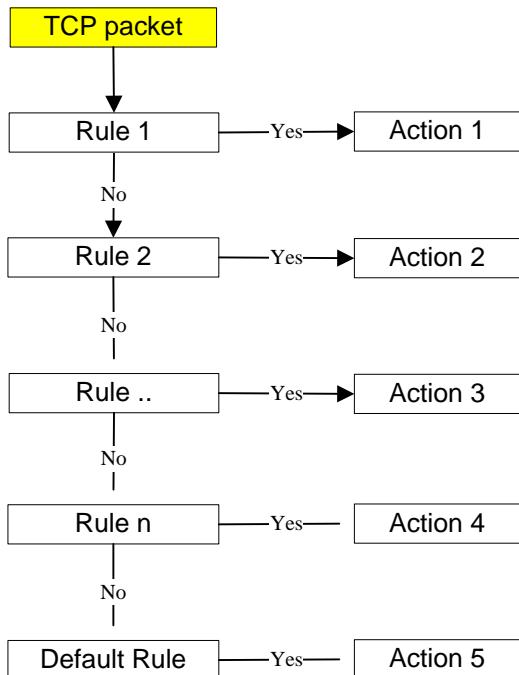 TCP packet
Rule 1
Yes
Action 1
No
Rule 2
Yes
Action 2
No
Rule ..
Yes
Action 3
No
Rule n
Yes
Action 4
No
Default Rule
Yes
Action 5